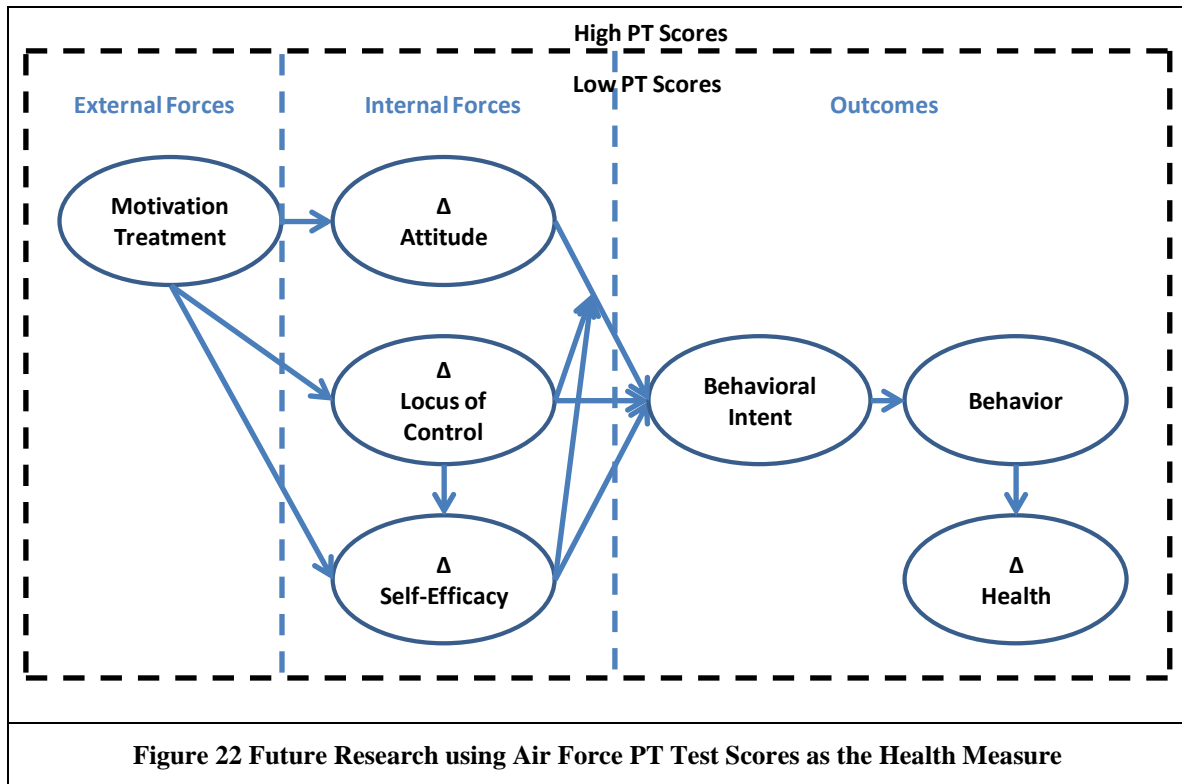 High PT Scores
Low PT Scores
External Forces
Internal Forces
Outcomes
Motivation
Treatment
Δ
Attitude
Δ
Locus of
Control
Behavioral
Intent
Behavior
Δ
Self-Efficacy
Δ
Health
Figure 22 Future Research using Air Force PT Test Scores as the Health Measure